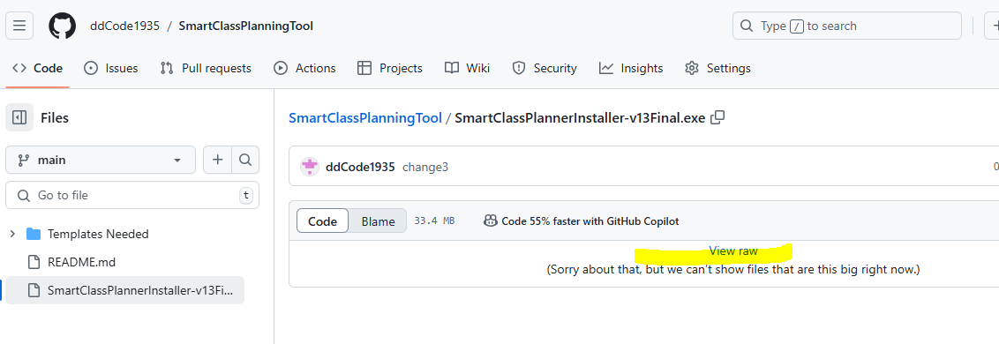 ddCode1935 / SmartClassPlanningTool
Type / to search
Code Issues Pull requests Actions Projects Wiki Security Insights Settings
Files
SmartClassPlanningTool / SmartClassPlannerInstaller-v13Final.exe
main
ddCode1935 change3
0
Go to file t
Code Blame 33.4 MB Code 55% faster with GitHub Copilot
Templates Needed
View raw
README.md
(Sorry about that, but we can't show files that are this big right now.)
SmartClassPlannerInstaller-v13Fi...